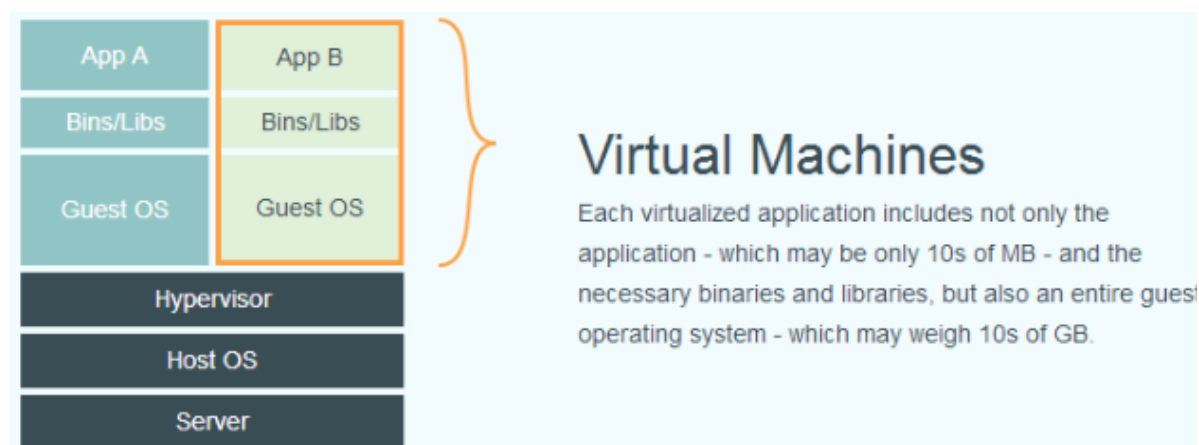 App A
App B
Bins/Libs
Bins/Libs
Guest OS
Guest OS
Hypervisor
Host OS
Server
Virtual Machines
Each virtualized application includes not only the
application - which may be only 10s of MB - and the
necessary binaries and libraries, but also an entire guest
operating system - which may weigh 10s of GB.